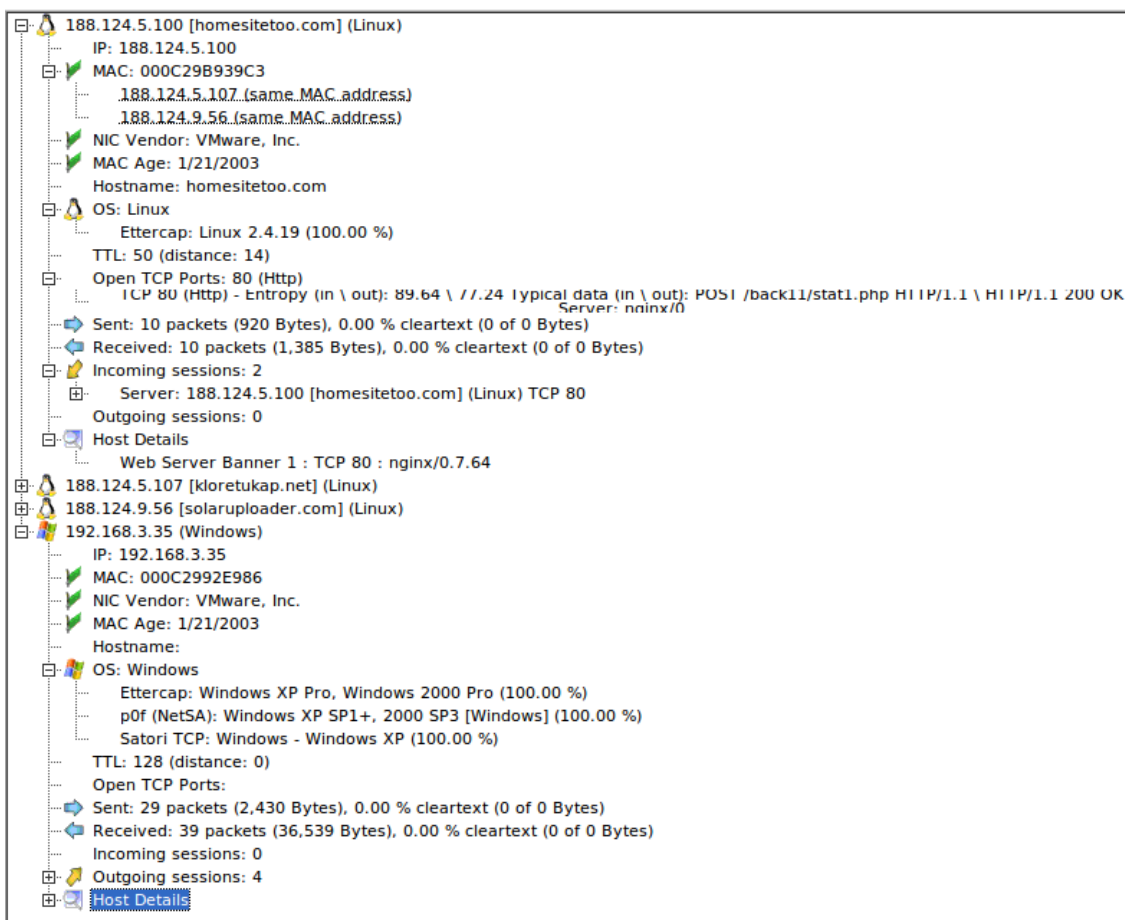 188.124.5.100 [homesitetoo.com] (Linux)
IP: 188.124.5.100
MAC: 000C29B939C3
188.124.5.107 (same MAC address)
188.124.9.56 (same MAC address)
NIC Vendor: VMware, Inc.
MAC Age: 1/21/2003
Hostname: homesitetoo.com
OS: Linux
Ettercap: Linux 2.4.19 (100.00 %)
TTL: 50 (distance: 14)
Open TCP Ports: 80 (Http)
TCP 80 (Http) - Entropy (in \ out): 89.64 \ 77.24 Typical data (in \ out): POST /back11/stat1.php HTTP/1.1 \ HTTP/1.1 200 OK
Server: nginx/0
Sent: 10 packets (920 Bytes), 0.00 % cleartext (0 of 0 Bytes)
Received: 10 packets (1,385 Bytes), 0.00 % cleartext (0 of 0 Bytes)
Incoming sessions: 2
Server: 188.124.5.100 [homesitetoo.com] (Linux) TCP 80
Outgoing sessions: 0
Host Details
Web Server Banner 1 : TCP 80 : nginx/0.7.64
188.124.5.107 [kloretukap.net] (Linux)
188.124.9.56 [solaruploader.com] (Linux)
192.168.3.35 (Windows)
IP: 192.168.3.35
MAC: 000C2992E986
NIC Vendor: VMware, Inc.
MAC Age: 1/21/2003
Hostname:
OS: Windows
Ettercap: Windows XP Pro, Windows 2000 Pro (100.00 %)
p0f (NetSA): Windows XP SP1+, 2000 SP3 [Windows] (100.00 %)
Satori TCP: Windows - Windows XP (100.00 %)
TTL: 128 (distance: 0)
Open TCP Ports:
Sent: 29 packets (2,430 Bytes), 0.00 % cleartext (0 of 0 Bytes)
Received: 39 packets (36,539 Bytes), 0.00 % cleartext (0 of 0 Bytes)
Incoming sessions: 0
Outgoing sessions: 4
Host Details